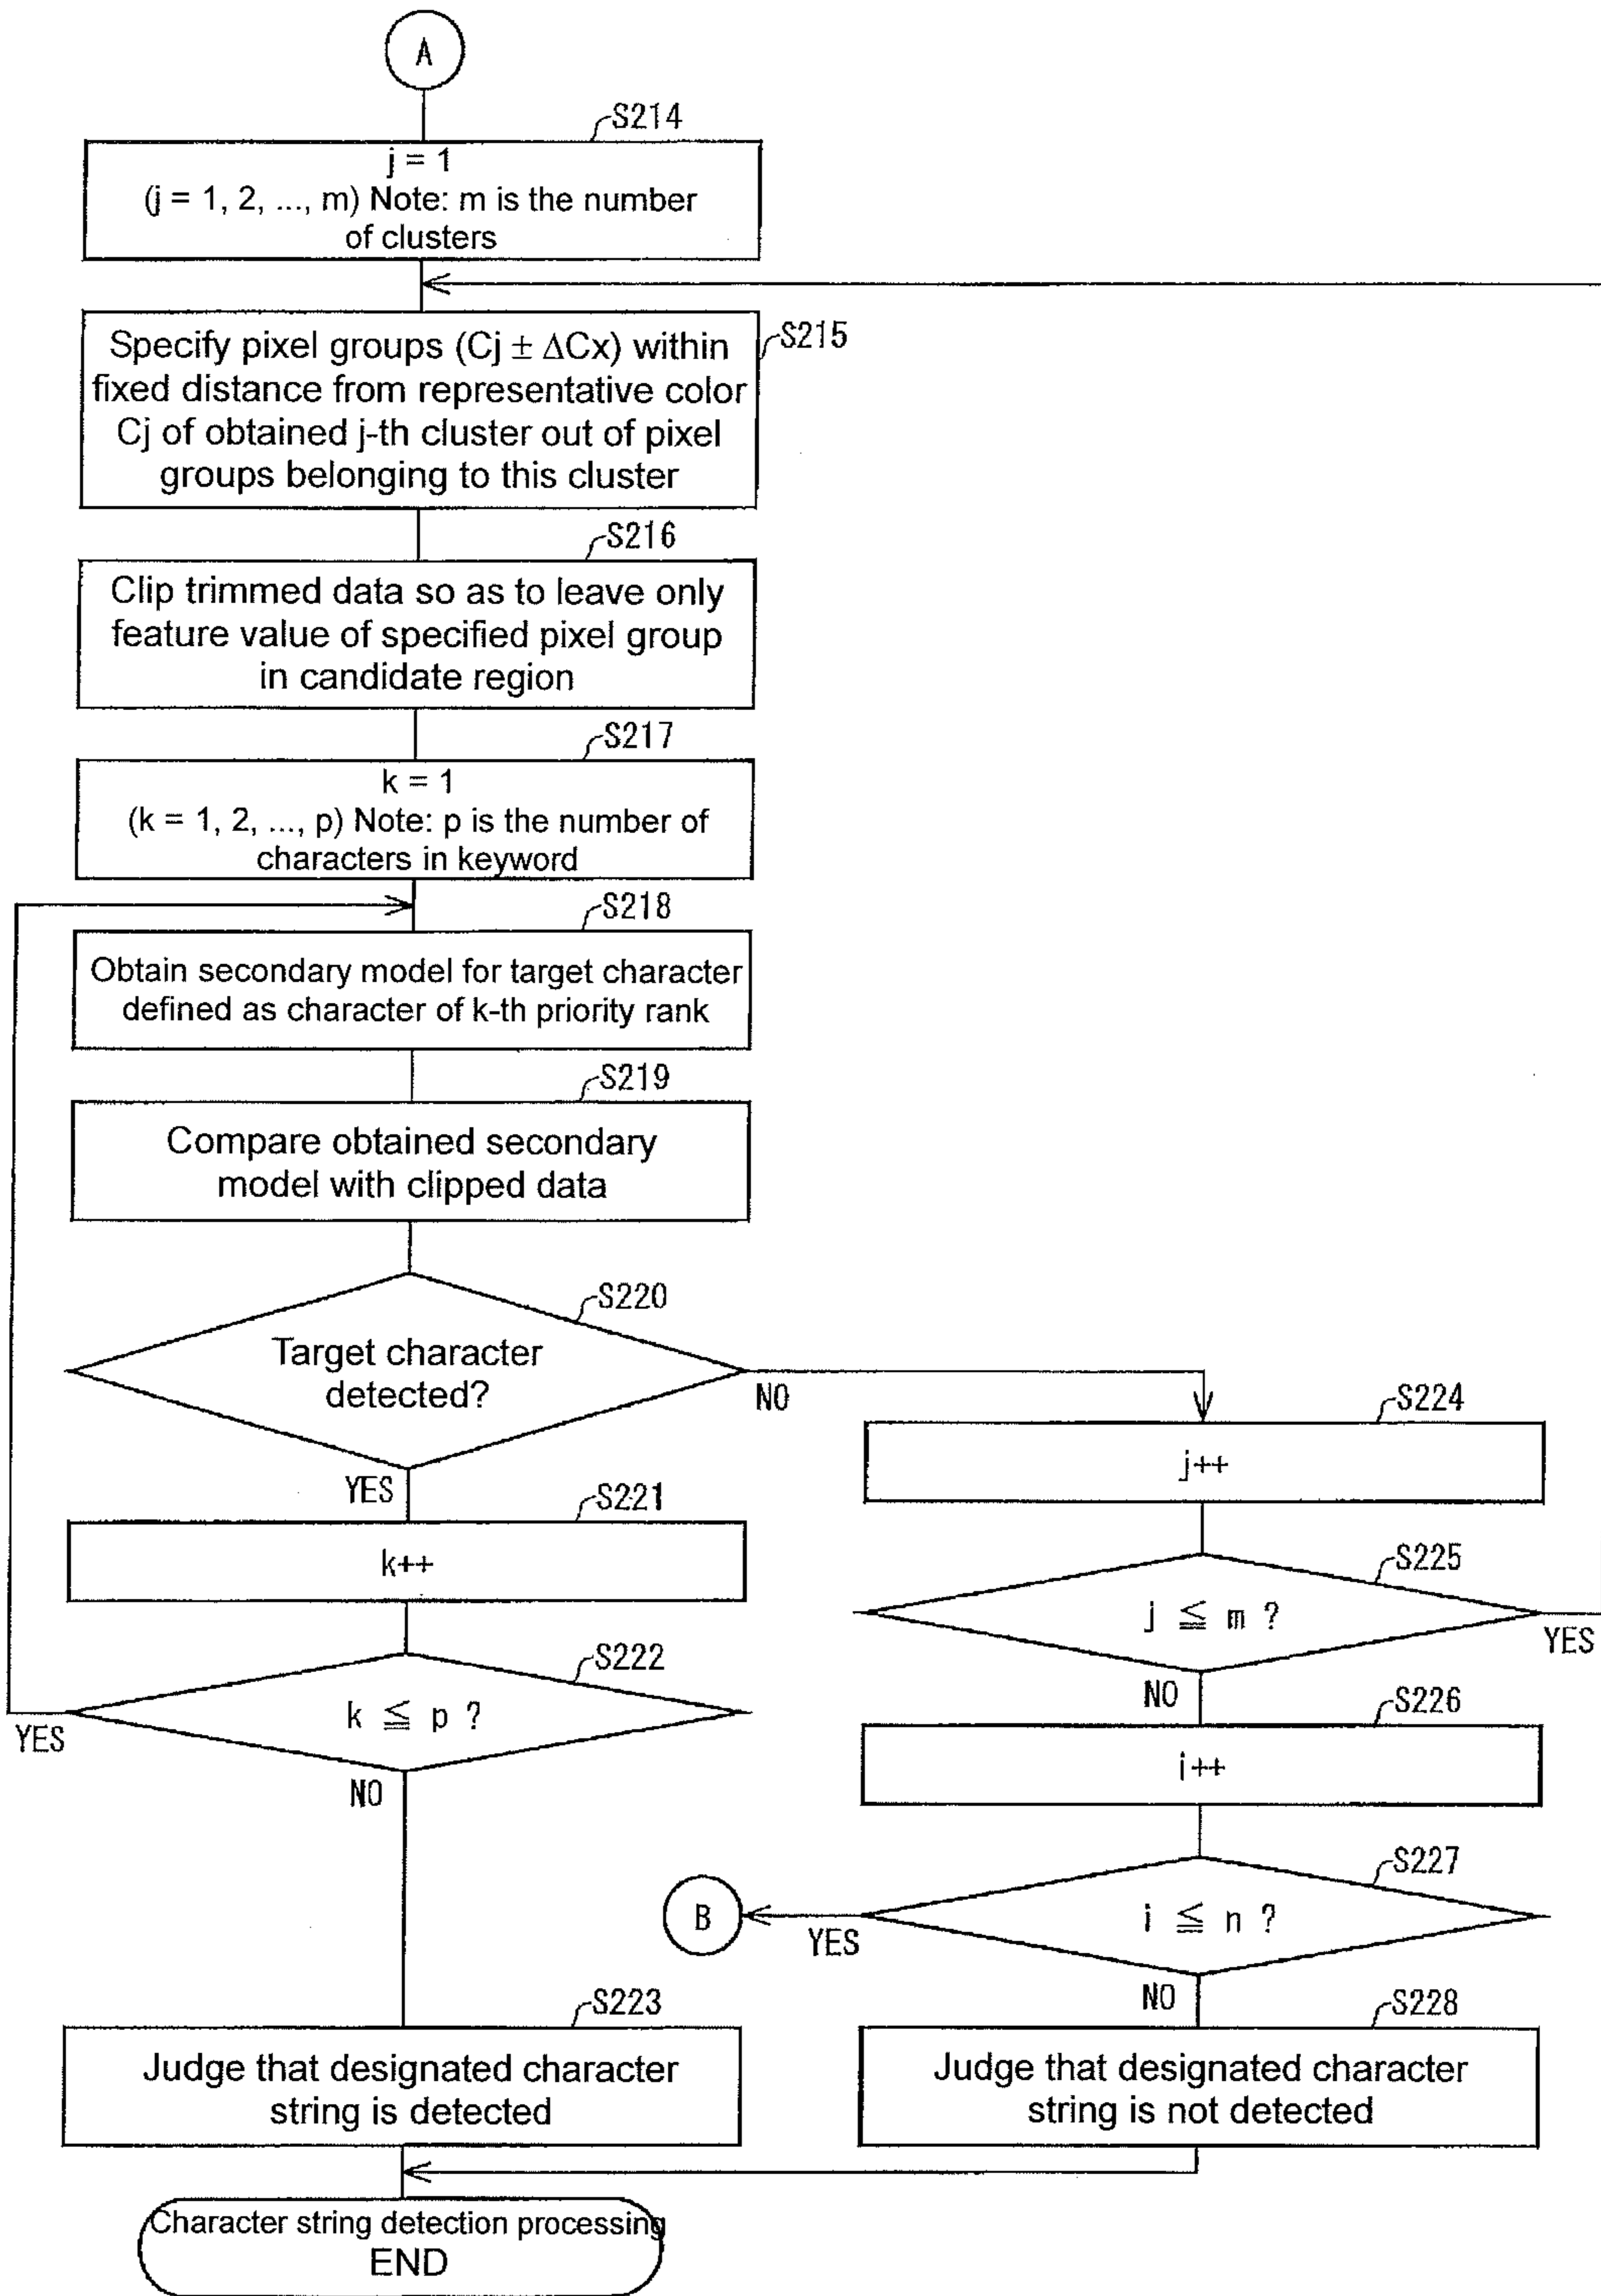 A
S214
j = 1
(j = 1, 2, ..., m) Note: m is the number
of clusters
S215
Specify pixel groups (Cj ± ΔCx) within
fixed distance from representative color
Cj of obtained j-th cluster out of pixel
groups belonging to this cluster
S216
Clip trimmed data so as to leave only
feature value of specified pixel group
in candidate region
S217
k = 1
(k = 1, 2, ..., p) Note: p is the number of
characters in keyword
S218
Obtain secondary model for target character
defined as character of k-th priority rank
S219
Compare obtained secondary
model with clipped data
S220
Target character
detected?
NO
YES
S221
k++
S222
k ≦ p ?
YES
NO
S223
Judge that designated character
string is detected
S224
j++
S225
j ≦ m ?
YES
NO
S226
i++
S227
i ≦ n ?
YES
B
NO
S228
Judge that designated character
string is not detected
Character string detection processing
END